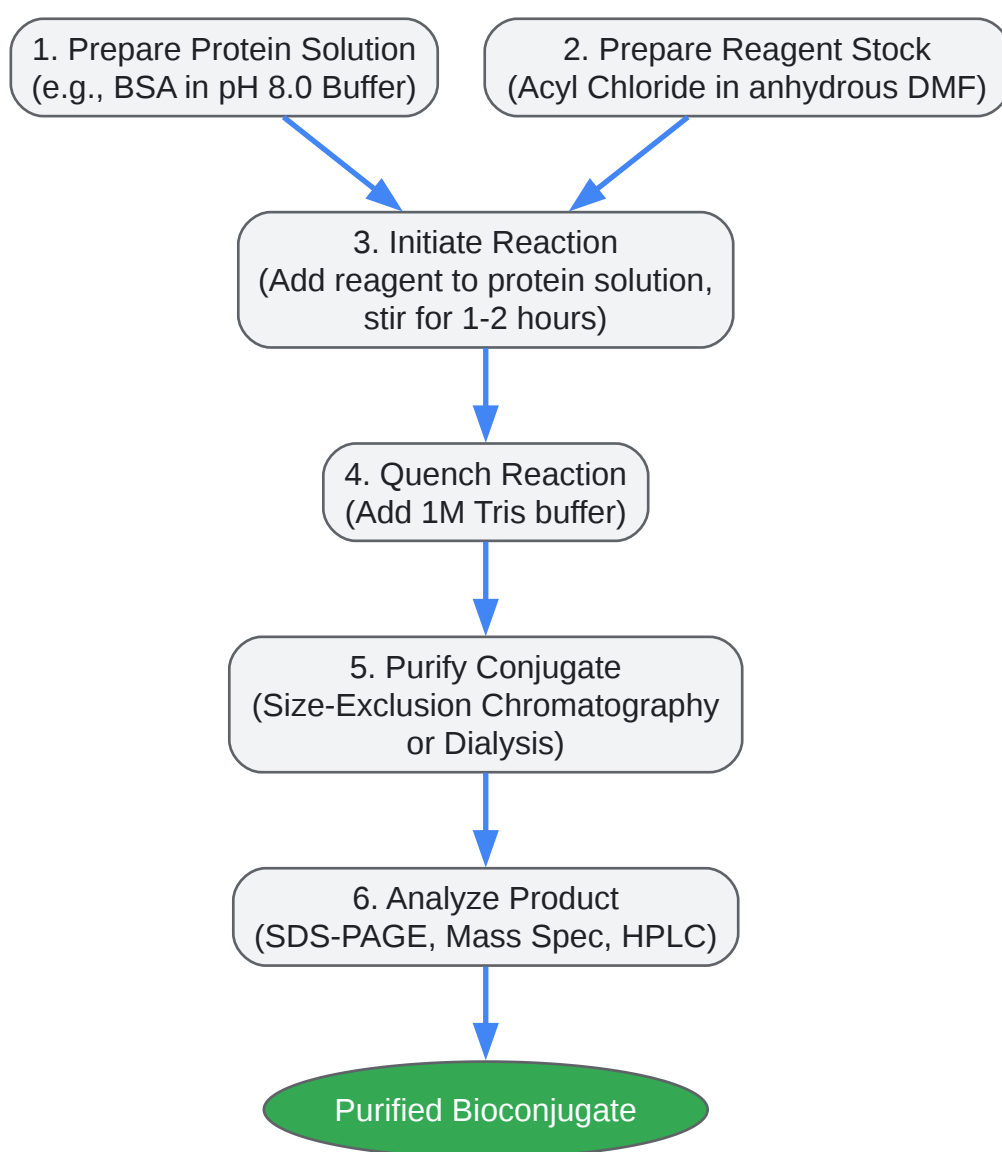 1. Prepare Protein Solution
(e.g., BSA in pH 8.0 Buffer)
2. Prepare Reagent Stock
(Acyl Chloride in anhydrous DMF)
3. Initiate Reaction
(Add reagent to protein solution,
stir for 1-2 hours)
4. Quench Reaction
(Add 1M Tris buffer)
5. Purify Conjugate
(Size-Exclusion Chromatography
or Dialysis)
6. Analyze Product
(SDS-PAGE, Mass Spec, HPLC)
Purified Bioconjugate